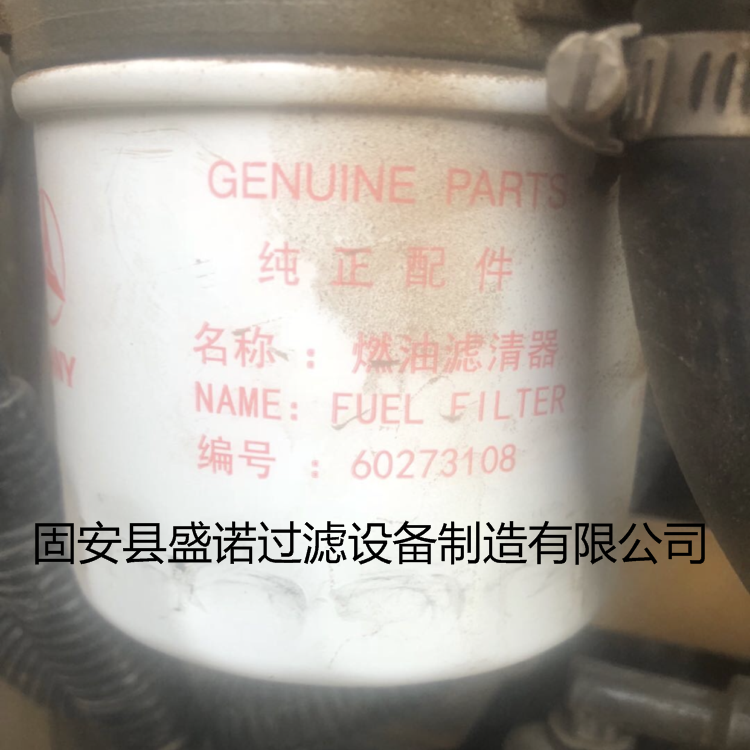 GENUINE PARTS
纯正配件
名称：燃油滤清器
NAME: FUEL FILTER
编号：60273108
固安县盛诺过滤设备制造有限公司